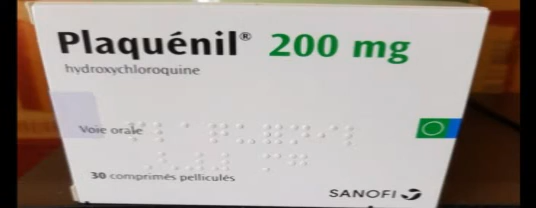 Plaquénil® 200 mg
hydroxychloroquine
Voie orale
30 comprimés pelliculés
SANOFI